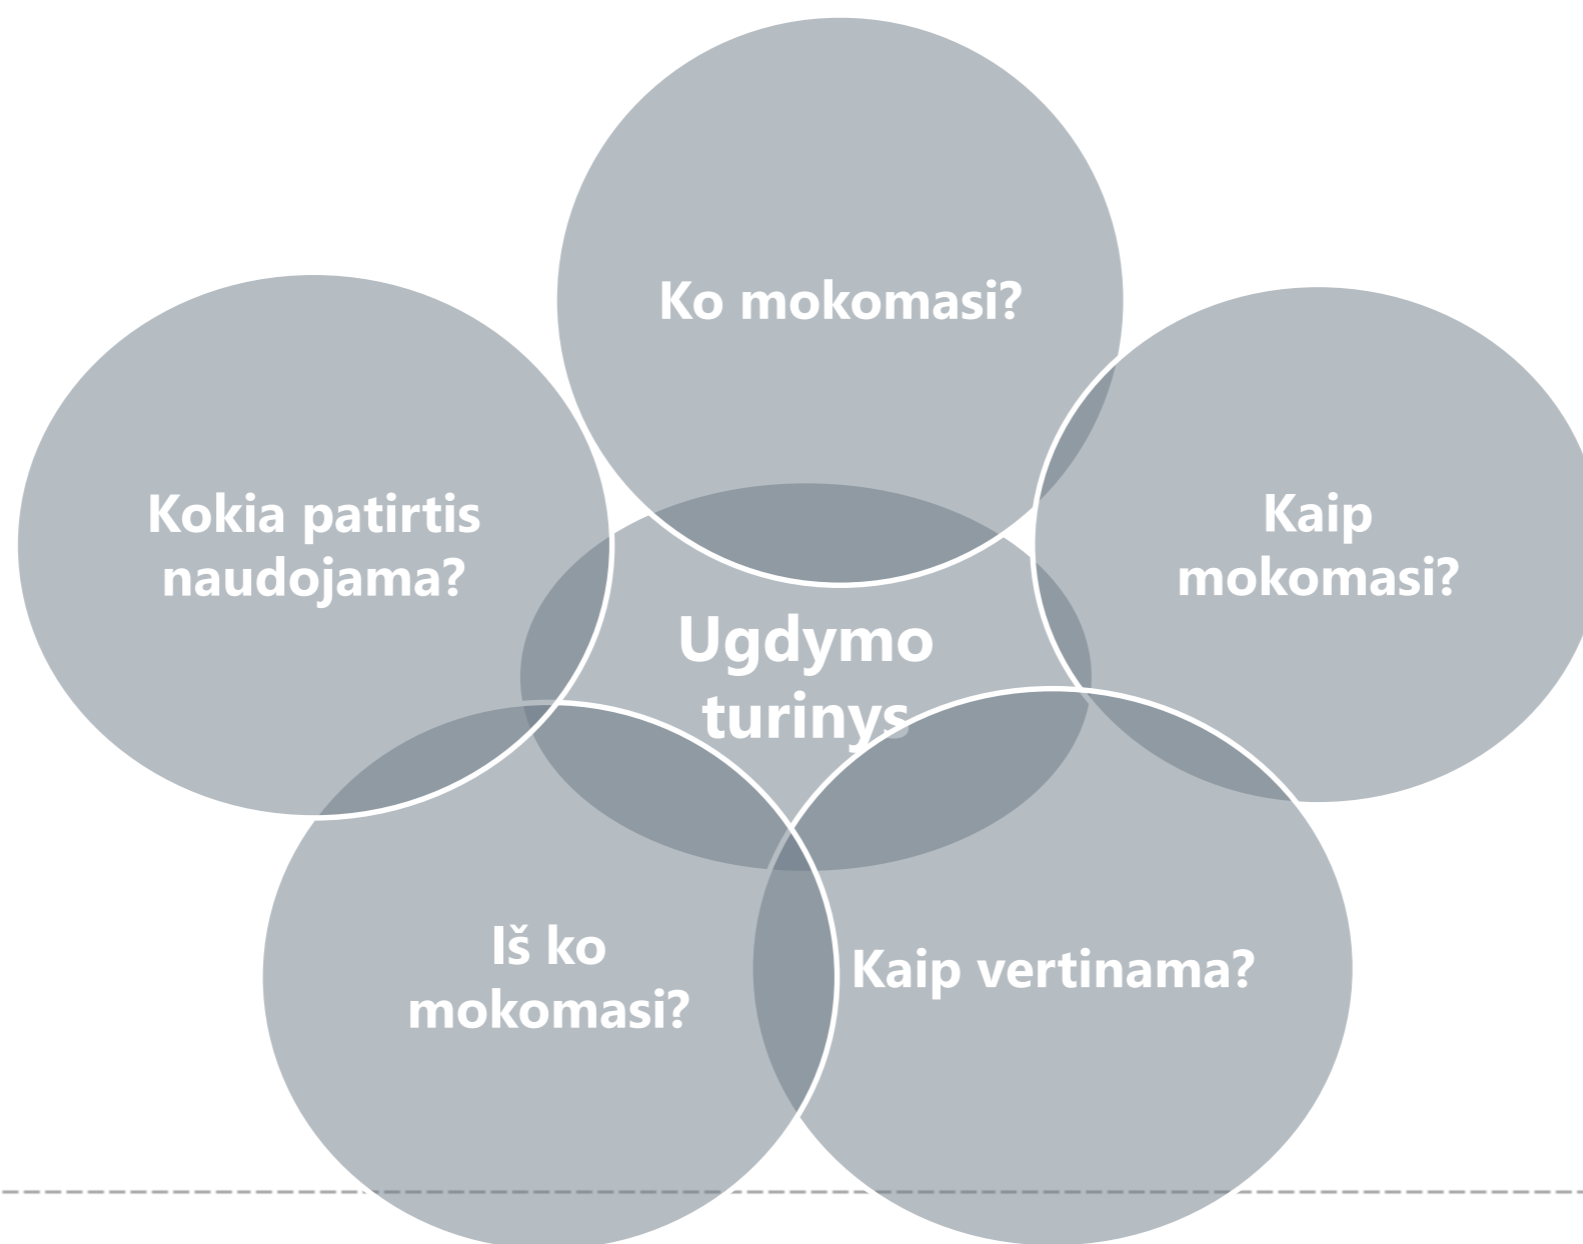 Ko mokomasi?
Kokia patirtis
naudojama?
Kaip
mokomasi?
Ugdymo
turinys
Iš ko
mokomasi?
Kaip vertinama?